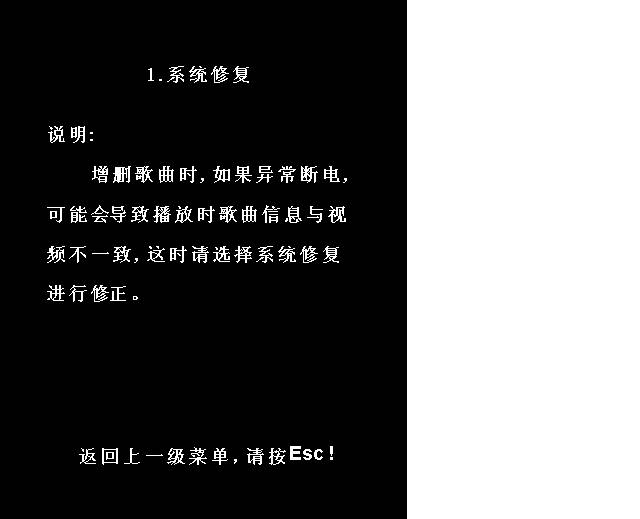 1.系统修复
说明:
增删歌曲时,如果异常断电,
可能会导致播放时歌曲信息与视
频不一致,这时请选择系统修复
进行修正。
返回上一级菜单,请按Esc!